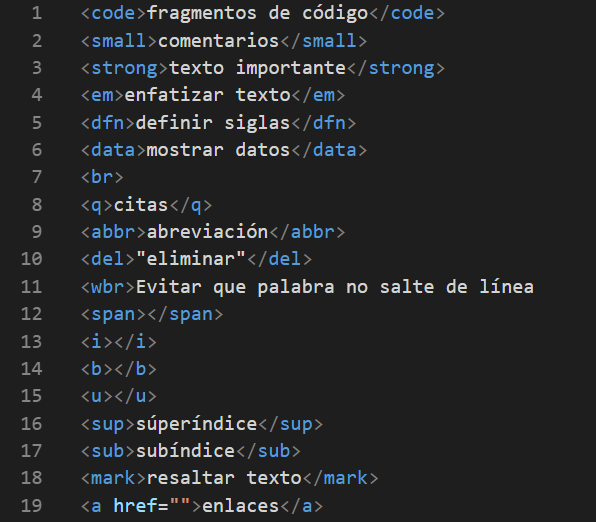 1 <code>fragmentos de código</code>
2 <small>comentarios</small>
3 <strong>texto importante</strong>
4 <em>enfatizar texto</em>
5 <dfn>definir siglas</dfn>
6 <data>mostrar datos</data>
7 <br>
8 <q>citas</q>
9 <abbr>abreviación</abbr>
10 <del>"eliminar"</del>
11 <wbr>Evitar que palabra no salte de línea
12 <span></span>
13 <i></i>
14 <b></b>
15 <u></u>
16 <sup>súperíndice</sup>
17 <sub>subíndice</sub>
18 <mark>resaltar texto</mark>
19 <a href="">enlaces</a>